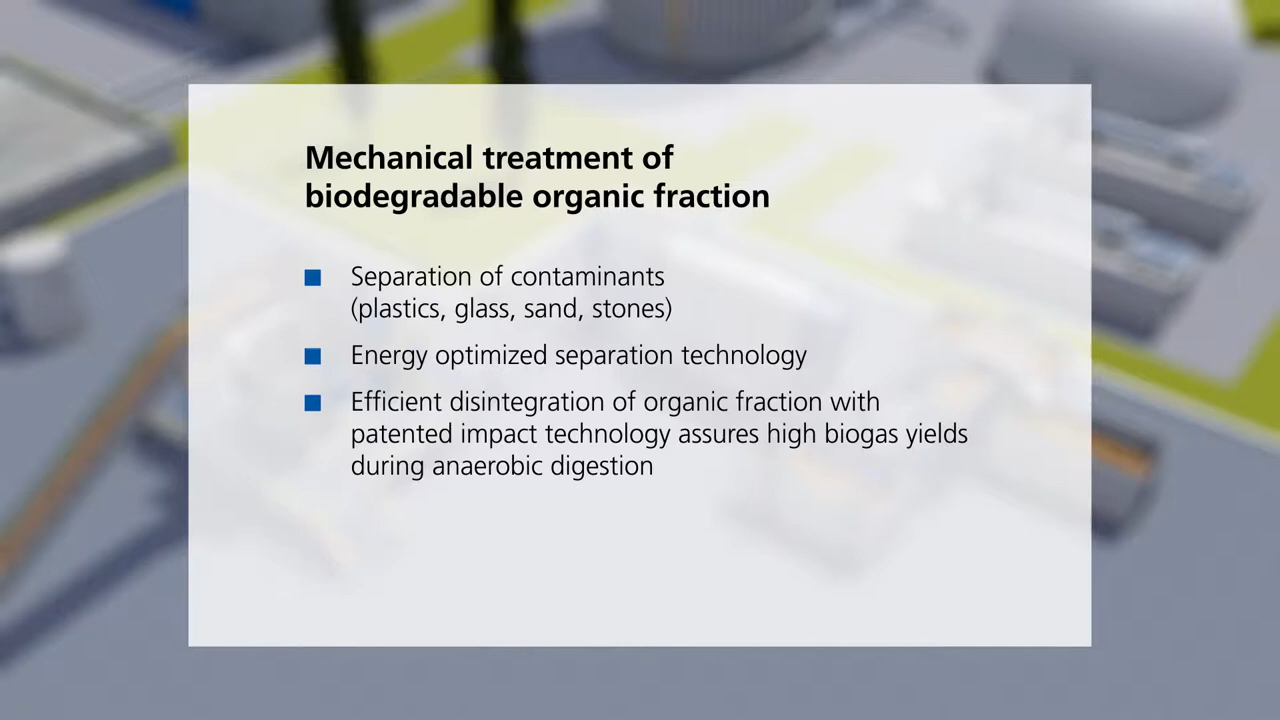 Mechanical treatment of
biodegradable organic fraction
Separation of contaminants
(plastics, glass, sand, stones)
Energy optimized separation technology
Efficient disintegration of organic fraction with
patented impact technology assures high biogas yields
during anaerobic digestion